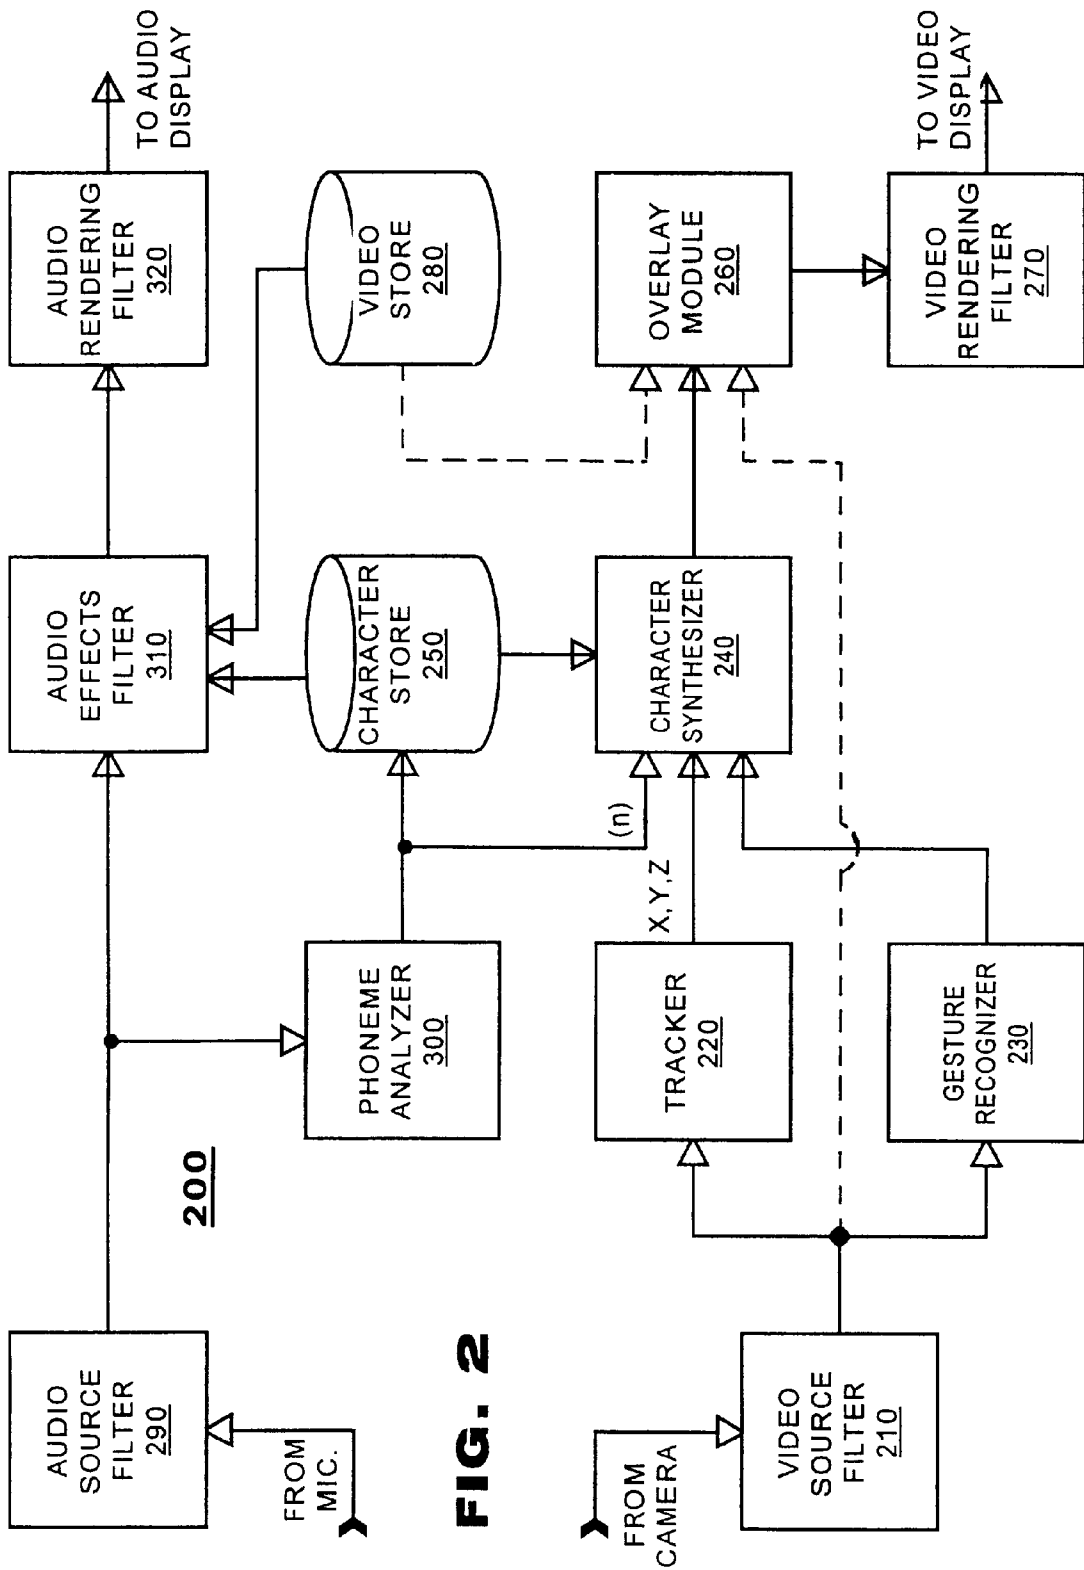 AUDIO
SOURCE
FILTER
290
FROM
MIC.
200
PHONEME
ANALYZER
300
AUDIO
EFFECTS
FILTER
310
AUDIO
RENDERING
FILTER
320
TO AUDIO
DISPLAY
CHARACTER
STORE
250
VIDEO
STORE
280
(n)
X,Y,Z
TRACKER
220
CHARACTER
SYNTHESIZER
240
OVERLAY
MODULE
260
FIG. 2
FROM
CAMERA
VIDEO
SOURCE
FILTER
210
GESTURE
RECOGNIZER
230
VIDEO
RENDERING
FILTER
270
TO VIDEO
DISPLAY